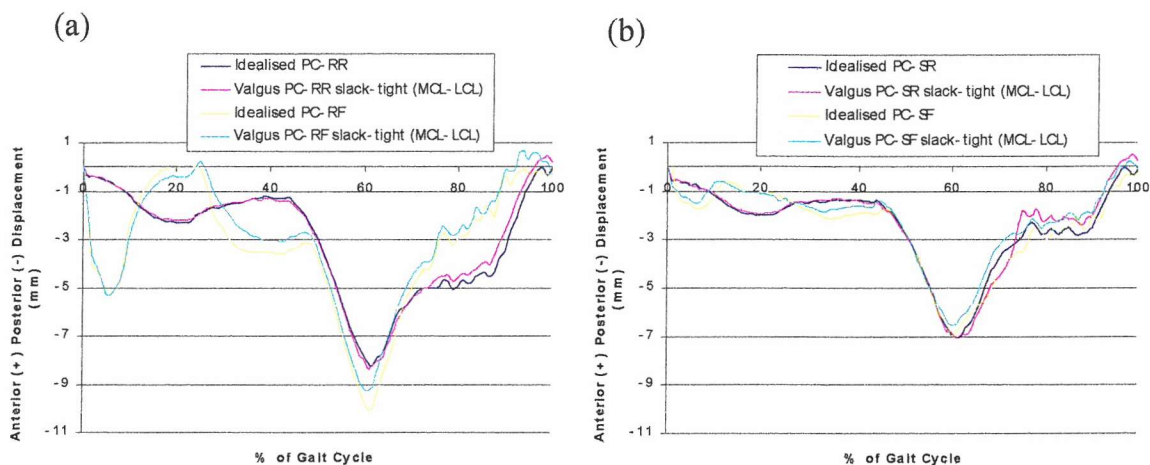 (a)
Idealised PC-RR
Valgus PC-RR slack-tight (MCL-LCL)
Idealised PC-RF
Valgus PC-RF slack-tight (MCL-LCL)
Anterior (+) Posterior (-) Displacement
(mm)
1
-1
-3
-5
-7
-9
-11
0
20
40
60
80
100
% of Gait Cycle
(b)
Idealised PC-SR
Valgus PC-SR slack-tight (MCL-LCL)
Idealised PC-SF
Valgus PC-SF slack-tight (MCL-LCL)
Anterior (+) Posterior (-) Displacement
(mm)
1
-1
-3
-5
-7
-9
-11
0
20
40
60
80
100
% of Gait Cycle